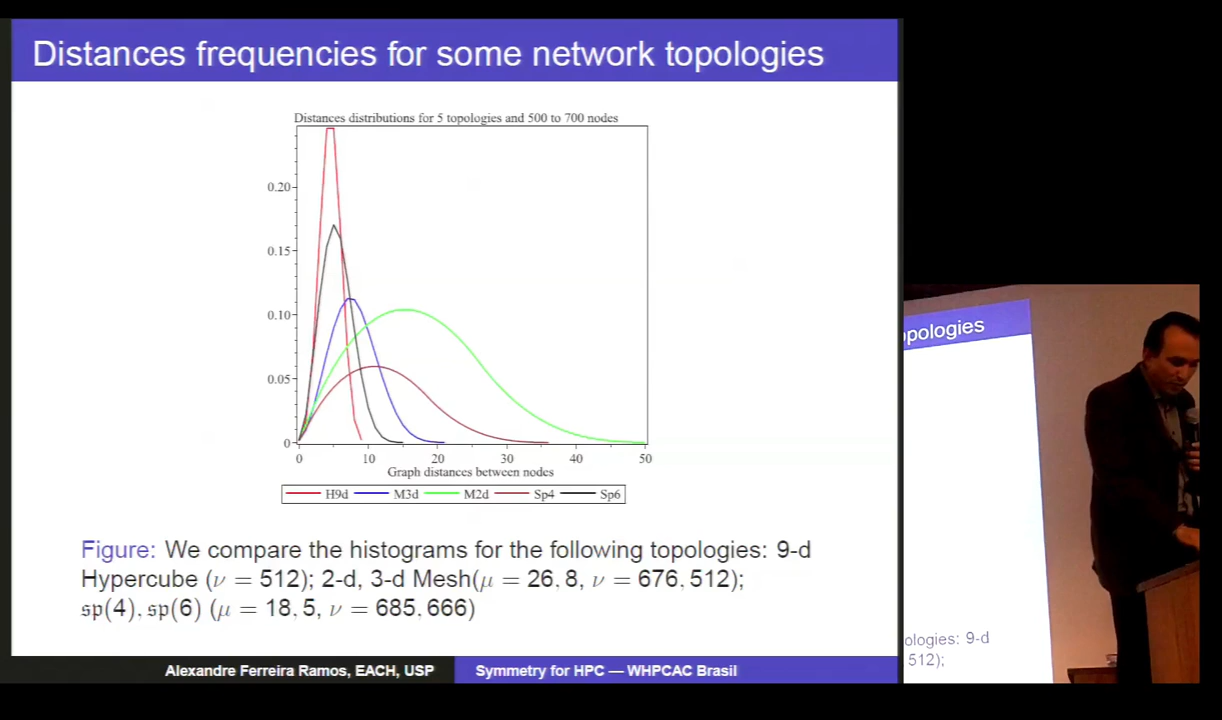 Distances frequencies for some network topologies
Distances distributions for 5 topologies and 500 to 700 nodes
0.20
0.15
0.10
0.05
0
0 10 20 30 40 50
Graph distances between nodes
H9d M3d M2d Sp4 Sp6
Figure: We compare the histograms for the following topologies: 9-d
Hypercube (ν = 512); 2-d, 3-d Mesh(μ = 26, 8, ν = 676, 512);
𝔰𝔭(4), 𝔰𝔭(6) (μ = 18, 5, ν = 685, 666)
Alexandre Ferreira Ramos, EACH, USP
Symmetry for HPC — WHPCAC Brasil
opologies
ologies: 9-d
512);